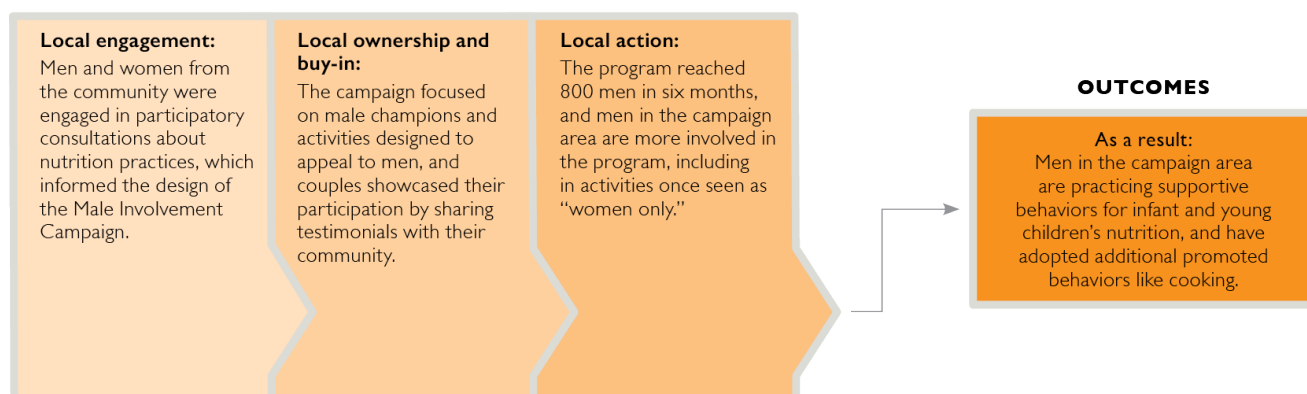 Local engagement:
Men and women from
the community were
engaged in participatory
consultations about
nutrition practices, which
informed the design of
the Male Involvement
Campaign.
Local ownership and
buy-in:
The campaign focused
on male champions and
activities designed to
appeal to men, and
couples showcased their
participation by sharing
testimonials with their
community.
Local action:
The program reached
800 men in six months,
and men in the campaign
area are more involved in
the program, including
in activities once seen as
“women only.”
OUTCOMES
As a result:
Men in the campaign area
are practicing supportive
behaviors for infant and young
children’s nutrition, and have
adopted additional promoted
behaviors like cooking.